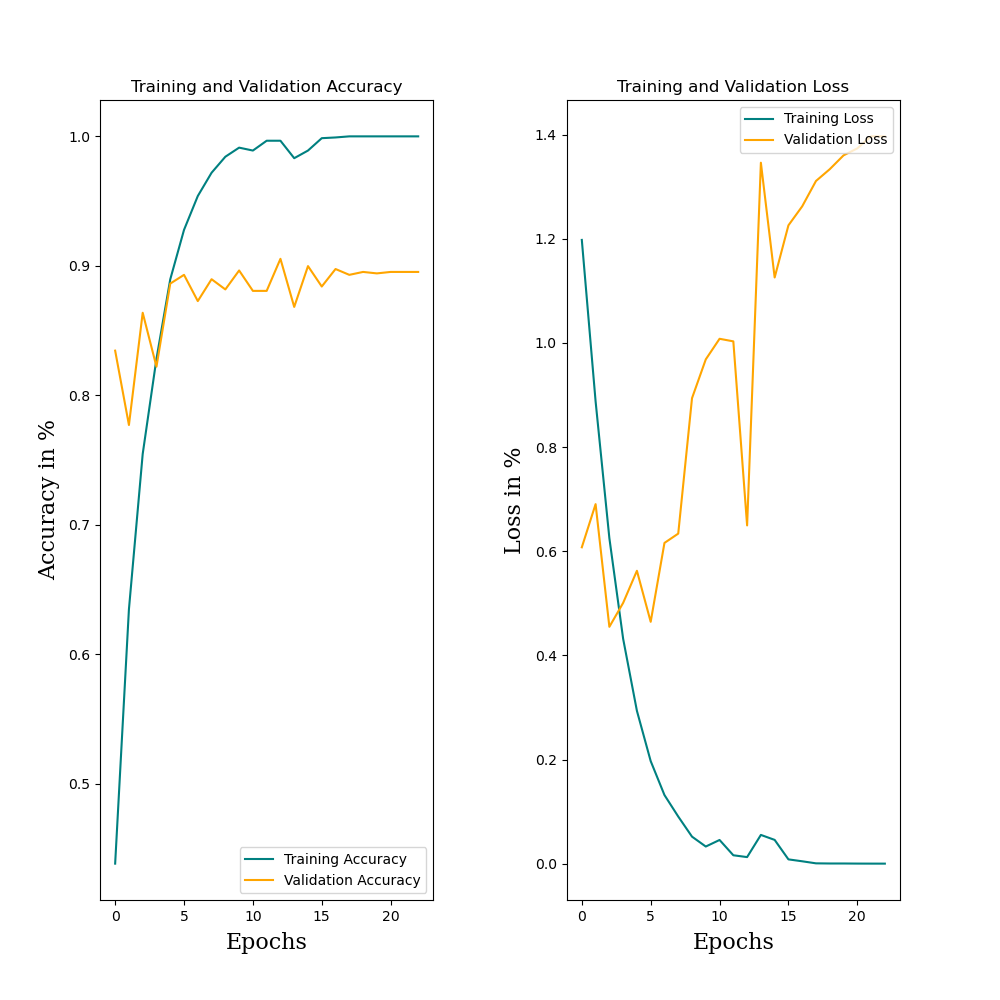 Training and Validation Accuracy
1.0
0.9
0.8
0.7
0.6
0.5
Accuracy in %
Training Accuracy
Validation Accuracy
0 5 10 15 20
Epochs
Training and Validation Loss
Training Loss
Validation Loss
1.4
1.2
1.0
0.8
0.6
0.4
0.2
0.0
Loss in %
0 5 10 15 20
Epochs